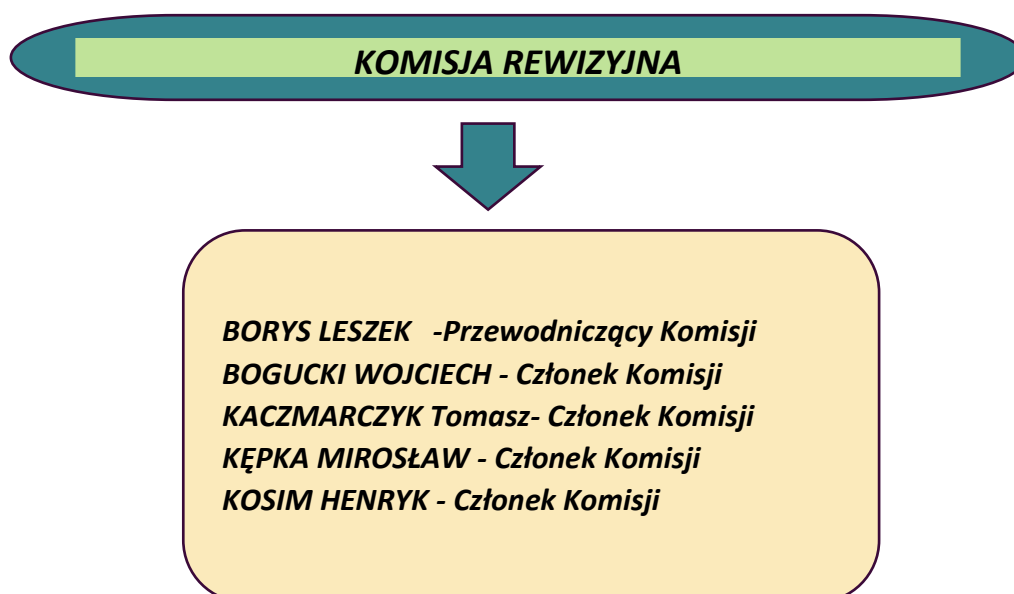 KOMISJA REWIZYJNA
BORYS LESZEK -Przewodniczący Komisji
BOGUCKI WOJCIECH - Członek Komisji
KACZMARCZYK Tomasz- Członek Komisji
KĘPKA MIROSŁAW - Członek Komisji
KOSIM HENRYK - Członek Komisji